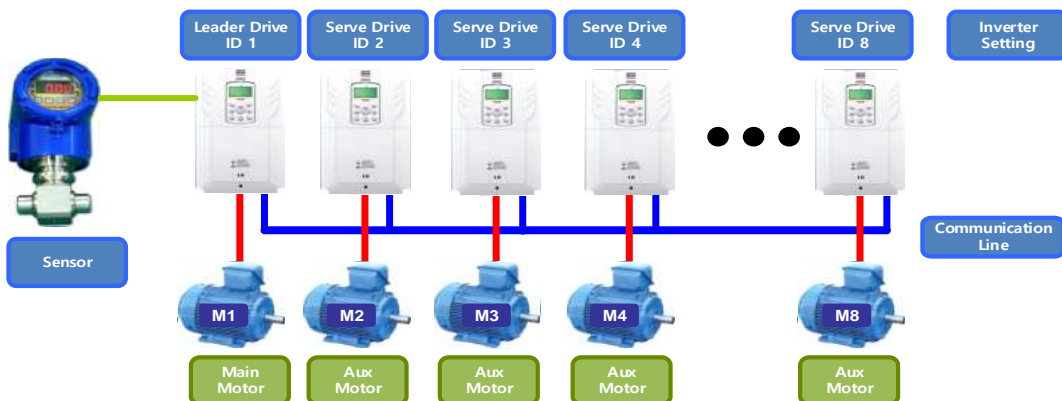 Leader Drive
ID 1
Serve Drive
ID 2
Serve Drive
ID 3
Serve Drive
ID 4
Serve Drive
ID 8
Inverter
Setting
Communication
Line
Sensor
M1
M2
M3
M4
M8
Main
Motor
Aux
Motor
Aux
Motor
Aux
Motor
Aux
Motor